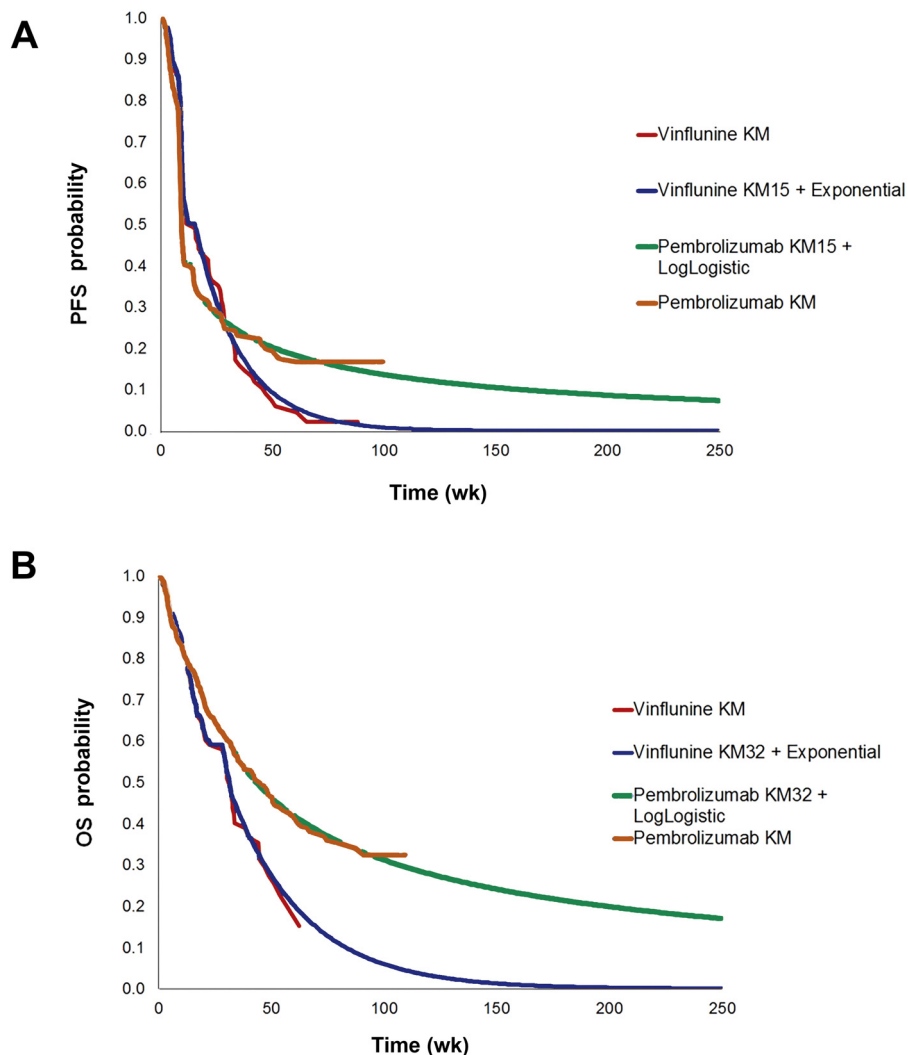 A
1.0
0.9
0.8
0.7
0.6
0.5
0.4
0.3
0.2
0.1
0.0
PFS probability
0
50
100
150
200
250
Time (wk)
Vinflunine KM
Vinflunine KM15 + Exponential
Pembrolizumab KM15 +
LogLogistic
Pembrolizumab KM
B
1.0
0.9
0.8
0.7
0.6
0.5
0.4
0.3
0.2
0.1
0.0
OS probability
0
50
100
150
200
250
Time (wk)
Vinflunine KM
Vinflunine KM32 + Exponential
Pembrolizumab KM32 +
LogLogistic
Pembrolizumab KM